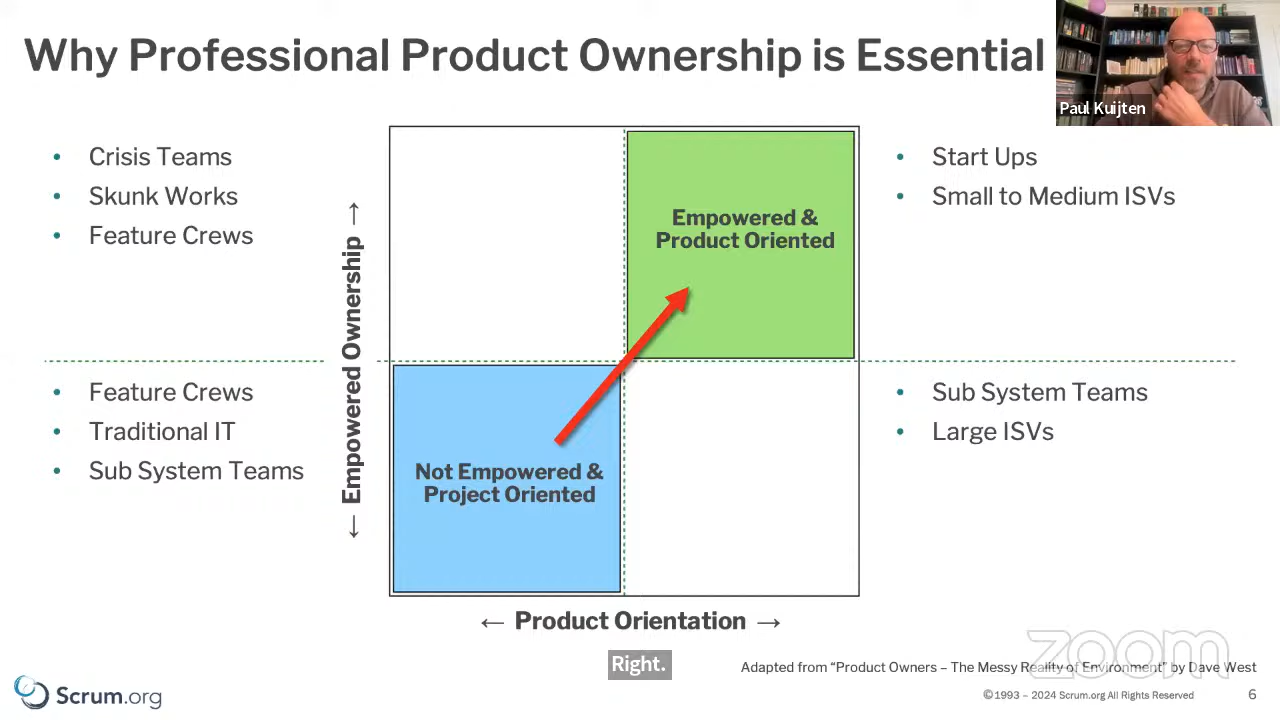 Why Professional Product Ownership is Essential
Paul Kuijten
• Crisis Teams
• Skunk Works
• Feature Crews
• Feature Crews
• Traditional IT
• Sub System Teams
← Empowered Ownership →
Empowered &
Product Oriented
Not Empowered &
Project Oriented
← Product Orientation →
• Start Ups
• Small to Medium ISVs
• Sub System Teams
• Large ISVs
Right.
zoom
Adapted from “Product Owners – The Messy Reality of Environment” by Dave West
Scrum.org
©1993 – 2024 Scrum.org All Rights Reserved
6